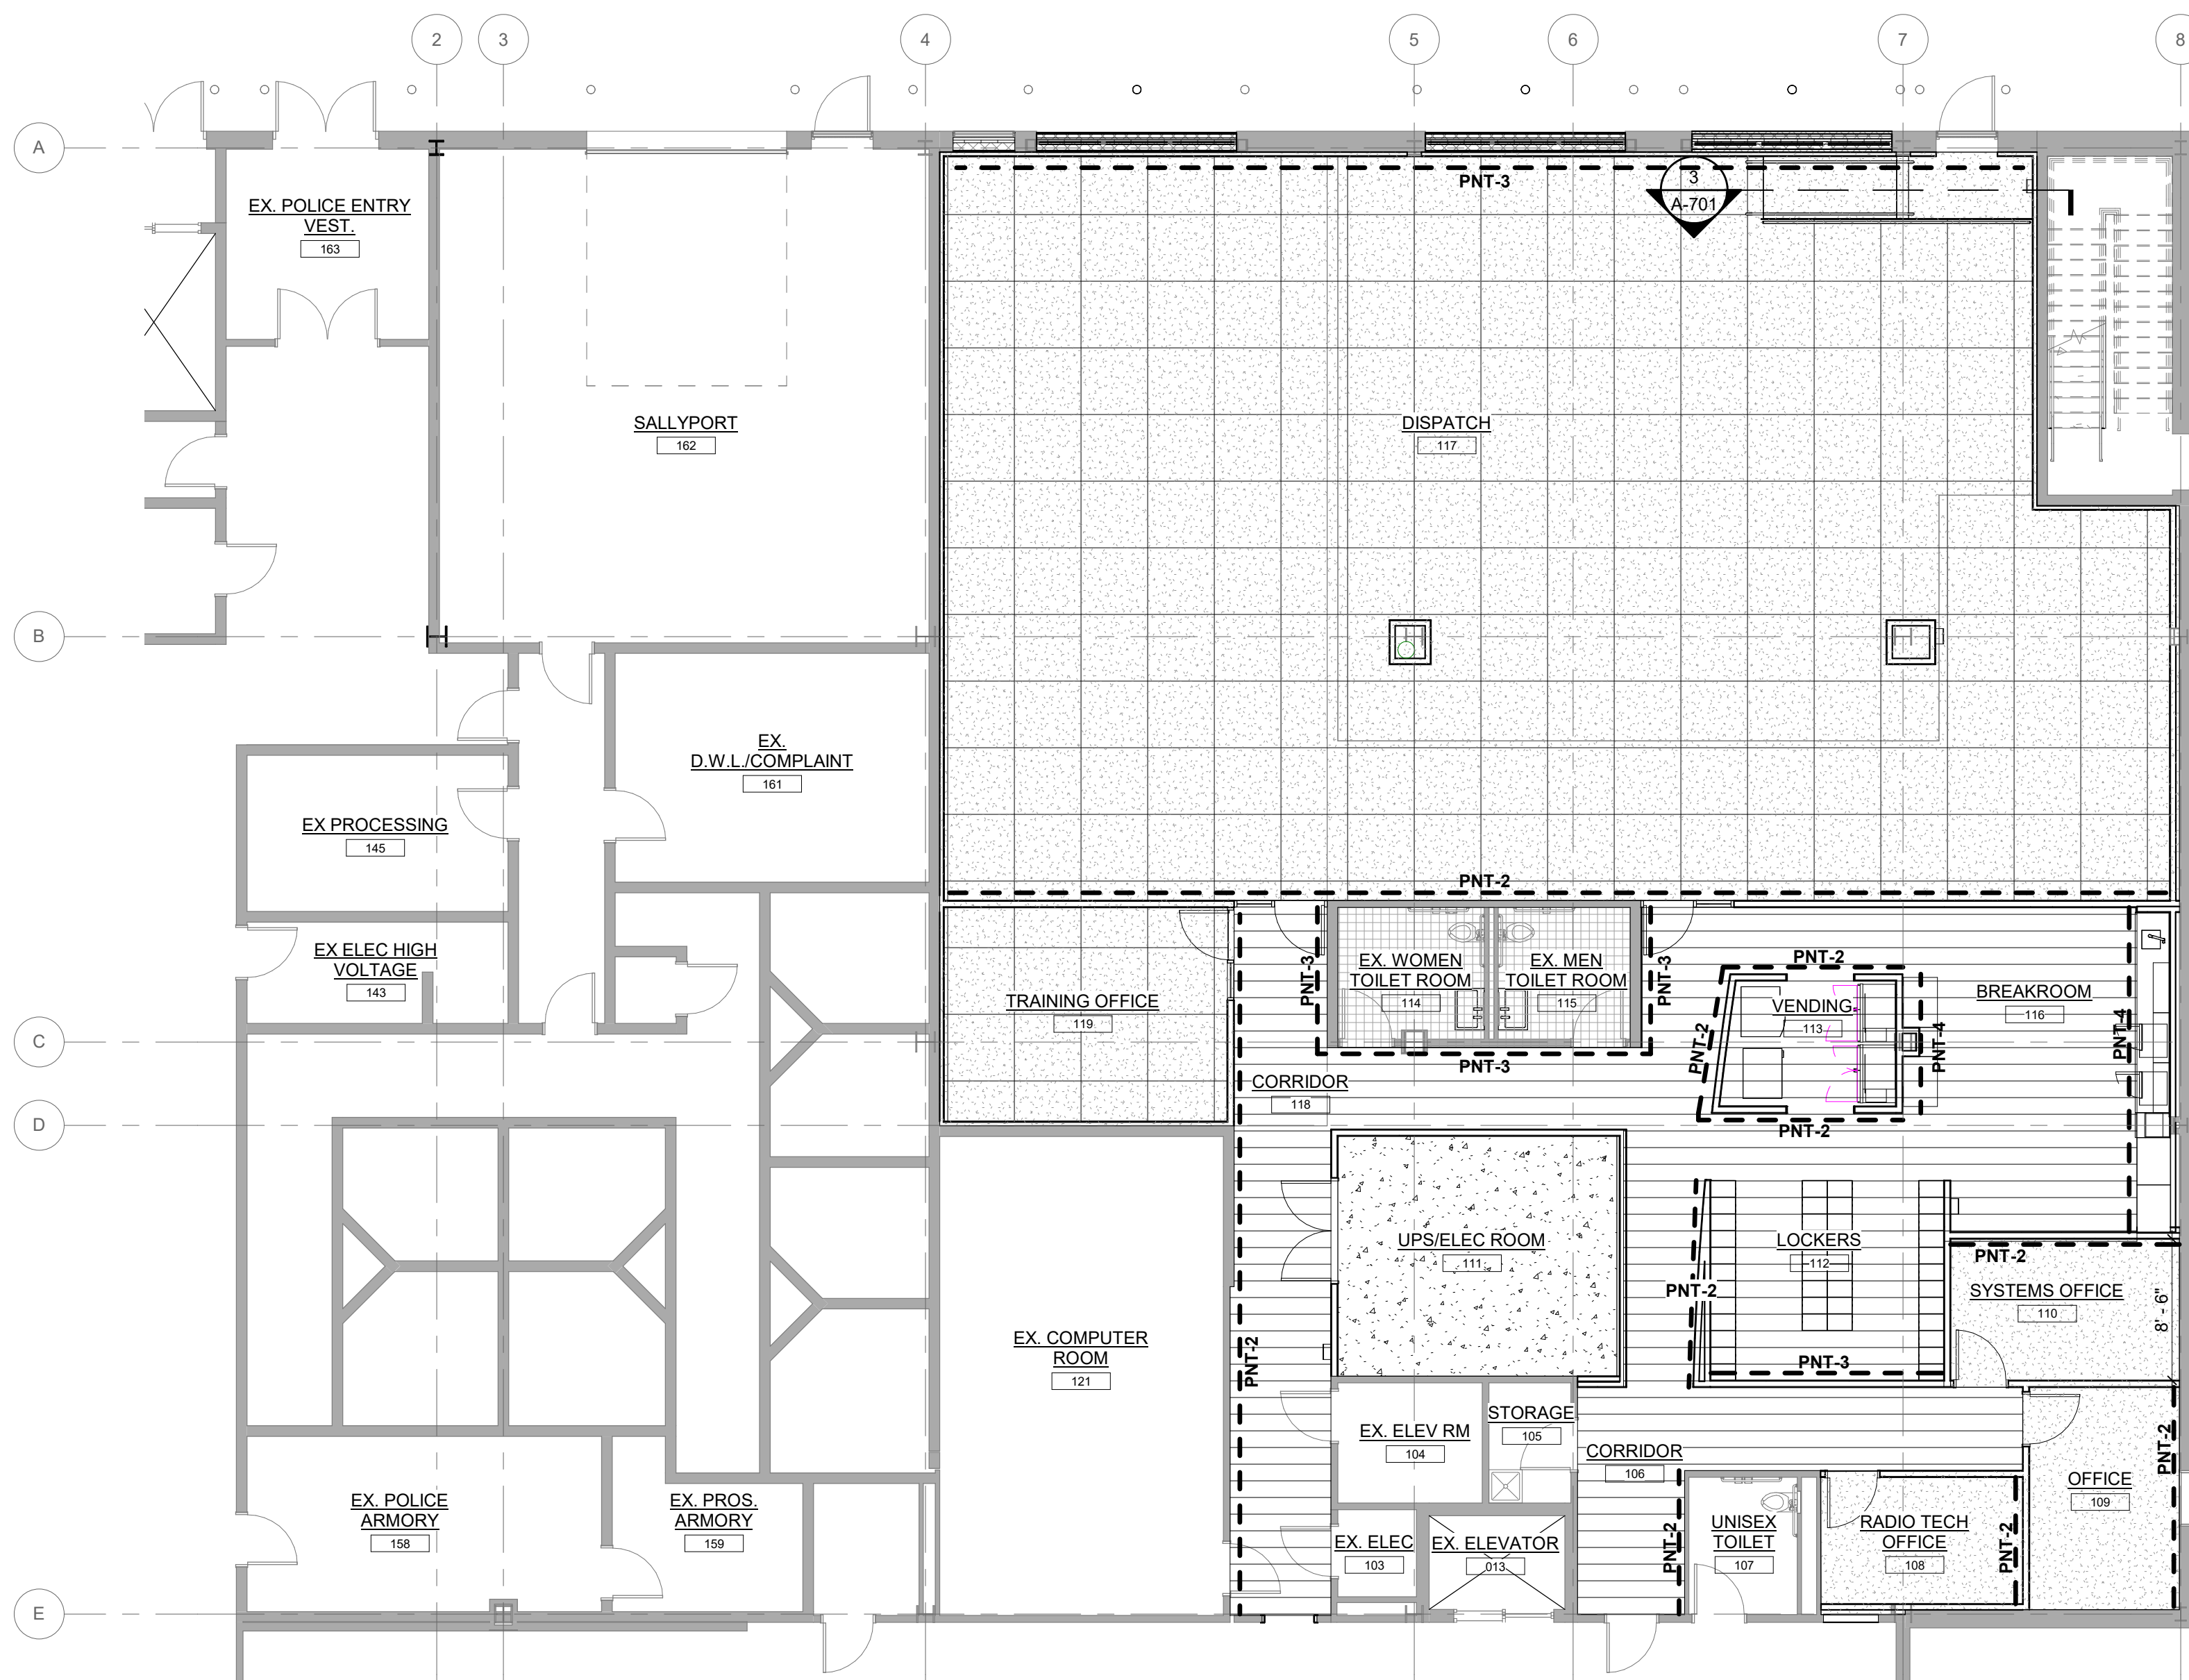 2
3
4
5
6
7
8
A
PNT-3
3
A-701
EX. POLICE ENTRY
VEST.
163
SALLYPORT
162
DISPATCH
117
B
EX.
D.W.L./COMPLAINT
161
EX PROCESSING
145
PNT-2
EX ELEC HIGH
VOLTAGE
143
TRAINING OFFICE
119
PNT-3
EX. WOMEN
TOILET ROOM
114
EX. MEN
TOILET ROOM
115
PNT-3
PNT-3
PNT-2
VENDING
113
PNT-2
PNT-4
PNT-2
BREAKROOM
116
PNT-4
C
CORRIDOR
118
D
UPS/ELEC ROOM
111
LOCKERS
112
PNT-2
PNT-3
PNT-2
SYSTEMS OFFICE
110
8' - 6"
EX. COMPUTER
ROOM
121
PNT-2
EX. ELEV RM
104
STORAGE
105
CORRIDOR
106
PNT-2
OFFICE
109
EX. POLICE
ARMORY
158
EX. PROS.
ARMORY
159
EX. ELEC
103
EX. ELEVATOR
013
PNT-2
UNISEX
TOILET
107
RADIO TECH
OFFICE
108
PNT-2
E